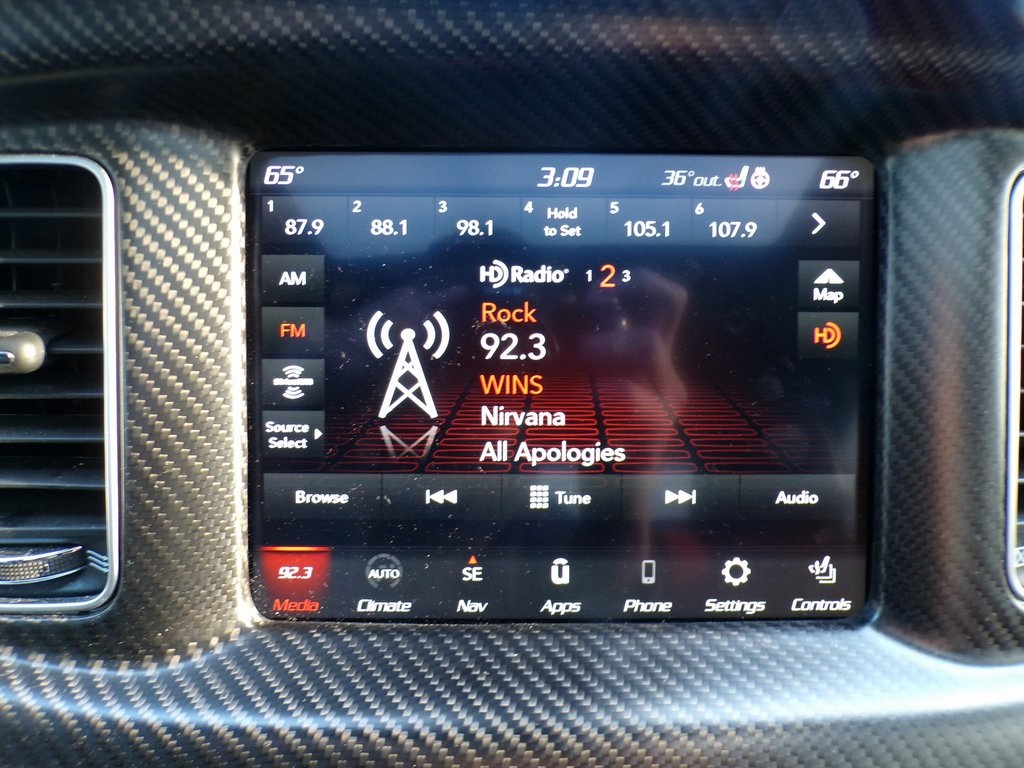 65° 3:09 36° out. 66°
1 87.9 2 88.1 3 98.1 4 Hold to Set 5 105.1 6 107.9
AM
FM
Source
Select
HD Radio 1 2 3
Rock
92.3
WINS
Nirvana
All Apologies
Map
HD
Browse Tune Audio
92.3 AUTO SE u
Media Climate Nav Apps Phone Settings Controls